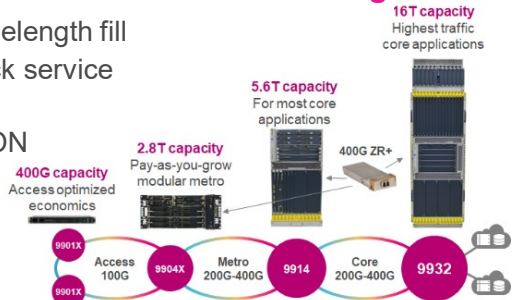 elength fill
ck service
ON
16T capacity
Highest traffic
core applications
5.6T capacity
For most core
applications
2.8T capacity
Pay-as-you-grow
modular metro
400G ZR+
400G capacity
Access optimized
economics
9901X
9901X
Access
100G
9904X
Metro
200G-400G
9914
Core
200G-400G
9932